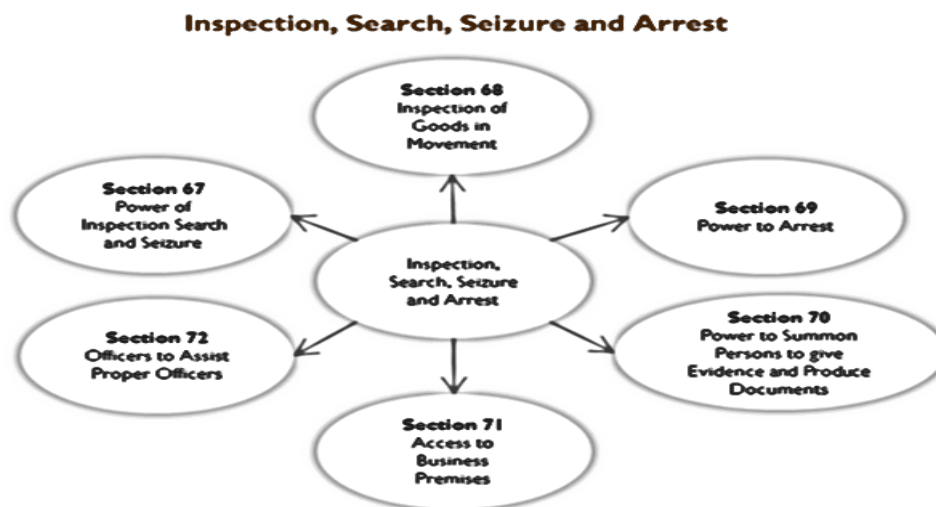 Inspection, Search, Seizure and Arrest
Section 68
Inspection of
Goods in
Movement
Section 67
Power of
Inspection Search
and Seizure
Section 69
Power to Arrest
Inspection,
Search, Seizure
and Arrest
Section 72
Officers to Assist
Proper Officers
Section 70
Power to Summon
Persons to give
Evidence and Produce
Documents
Section 71
Access to
Business
Premises